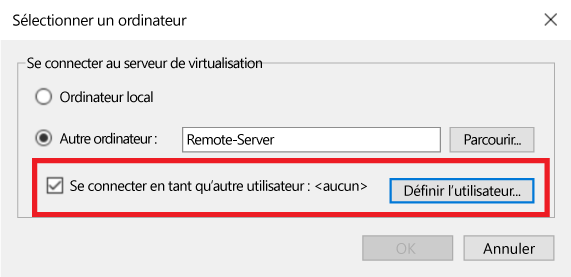 Sélectionner un ordinateur
Se connecter au serveur de virtualisation
Ordinateur local
Autre ordinateur : Remote-Server Parcourir...
Se connecter en tant qu'autre utilisateur : <aucun> Définir l'utilisateur...
OK Annuler